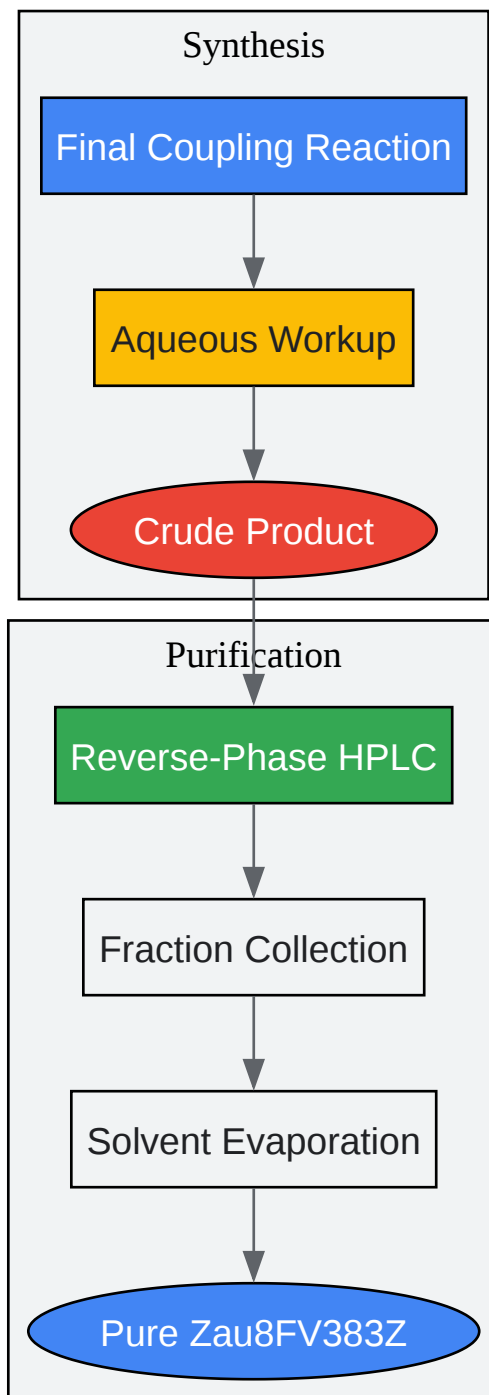 Synthesis
Final Coupling Reaction
Aqueous Workup
Crude Product
Purification
Reverse-Phase HPLC
Fraction Collection
Solvent Evaporation
Pure Zau8FV383Z